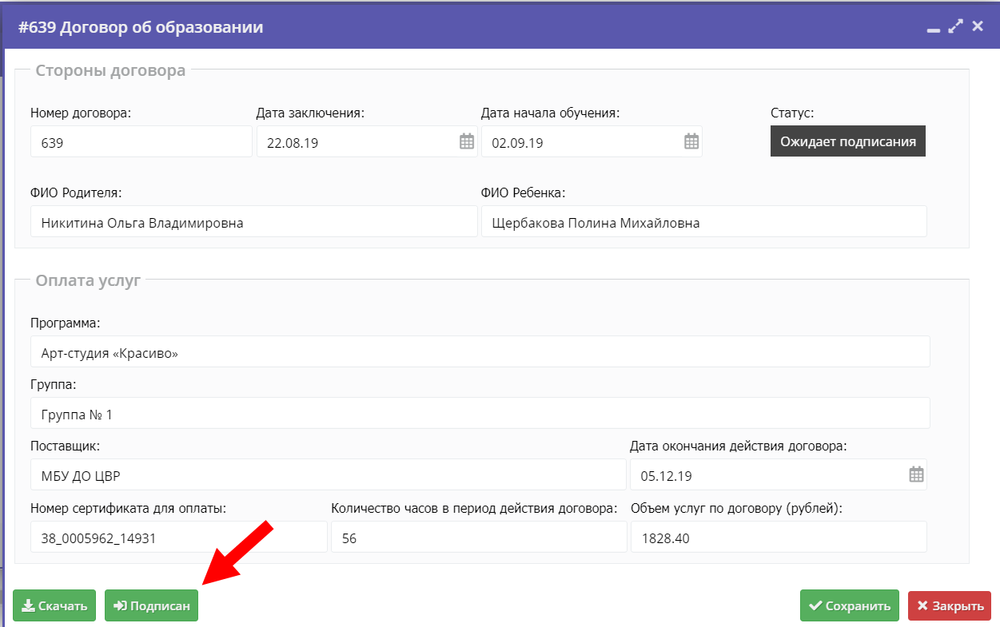 #639 Договор об образовании
Стороны договора
Номер договора: Дата заключения: Дата начала обучения: Статус:
639 22.08.19 02.09.19 Ожидает подписания
ФИО Родителя: ФИО Ребенка:
Никитина Ольга Владимировна Щербакова Полина Михайловна
Оплата услуг
Программа:
Арт-студия «Красиво»
Группа:
Группа № 1
Поставщик: Дата окончания действия договора:
МБУ ДО ЦВР 05.12.19
Номер сертификата для оплаты: Количество часов в период действия договора: Объем услуг по договору (рублей):
38_0005962_14931 56 1828.40
Скачать Подписан Сохранить Закрыть